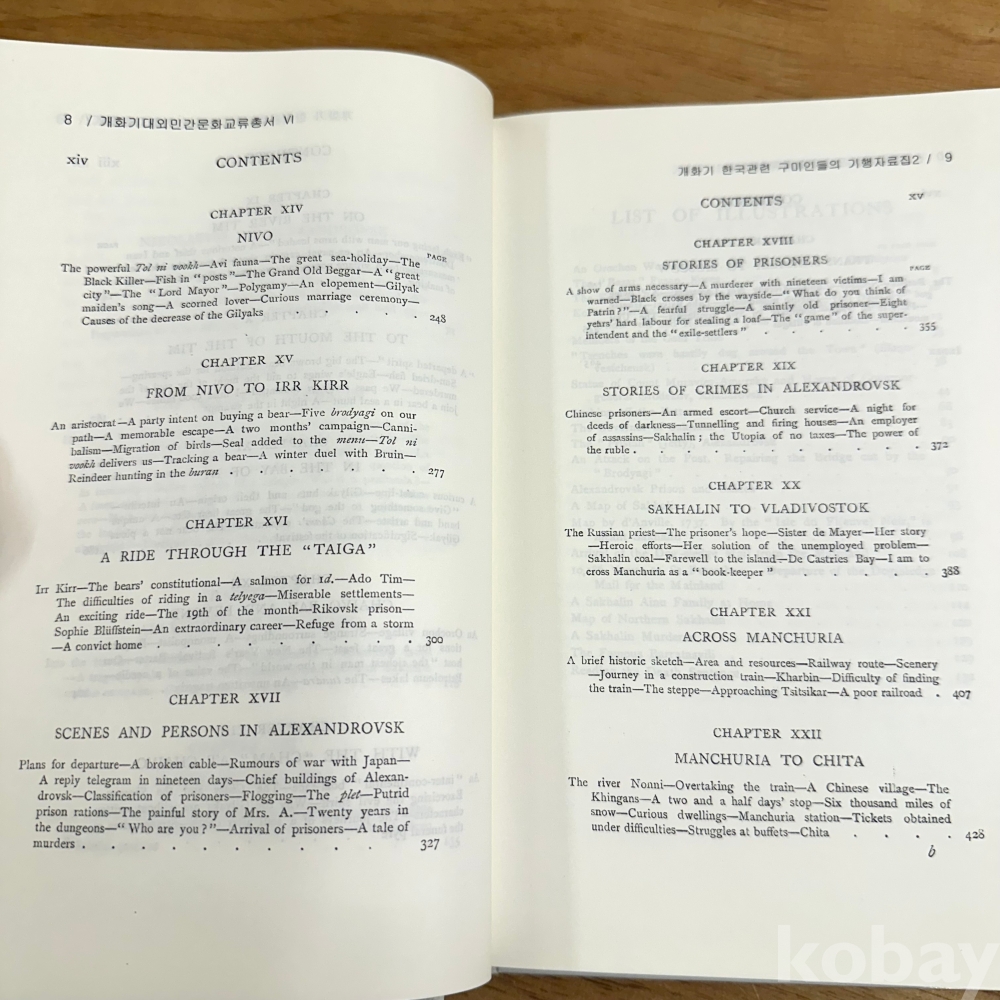 8 / 개화기대외민간문화교류총서 Ⅵ
xiv CONTENTS
CHAPTER XIV
NIVO
PAGE
The powerful Tol ni vookh—Avi fauna—The great sea-holiday—The
Black Killer—Fish in “posts”—The Grand Old Beggar—A “great
city”—The “Lord Mayor”—Polygamy—An elopement—Gilyak
maiden's song—A scorned lover—Curious marriage ceremony—
Causes of the decrease of the Gilyaks . . . . . 248
CHAPTER XV
FROM NIVO TO IRR KIRR
An aristocrat—A party intent on buying a bear—Five brodyagi on our
path—A memorable escape—A two months' campaign—Canni-
balism—Migration of birds—Seal added to the menu—Tol ni
vookh delivers us—Tracking a bear—A winter duel with Bruin—
Reindeer hunting in the buran . . . . . . 277
CHAPTER XVI
A RIDE THROUGH THE “TAIGA”
Irr Kirr—The bears' constitutional—A salmon for 1d.—Ado Tim—
The difficulties of riding in a telyega—Miserable settlements—
An exciting ride—The 19th of the month—Rikovsk prison—
Sophie Blüffstein—An extraordinary career—Refuge from a storm
—A convict home . . . . . . . . 300
CHAPTER XVII
SCENES AND PERSONS IN ALEXANDROVSK
Plans for departure—A broken cable—Rumours of war with Japan—
A reply telegram in nineteen days—Chief buildings of Alexan-
drovsk—Classification of prisoners—Flogging—The plet—Putrid
prison rations—The painful story of Mrs. A.—Twenty years in
the dungeons—“Who are you?”—Arrival of prisoners—A tale of
murders . . . . . . . . . . 327
개화기 한국관련 구미인들의 기행자료집2 / 9
CONTENTS xv
CHAPTER XVIII
STORIES OF PRISONERS
PAGE
A show of arms necessary—A murderer with nineteen victims—I am
warned—Black crosses by the wayside—“What do you think of
Patrin?”—A fearful struggle—A saintly old prisoner—Eight
years' hard labour for stealing a loaf—The “game” of the super-
intendent and the “exile-settlers” . . . . . 355
CHAPTER XIX
STORIES OF CRIMES IN ALEXANDROVSK
Chinese prisoners—An armed escort—Church service—A night for
deeds of darkness—Tunnelling and firing houses—An employer
of assassins—Sakhalin; the Utopia of no taxes—The power of
the ruble . . . . . . . . . 372
CHAPTER XX
SAKHALIN TO VLADIVOSTOK
The Russian priest—The prisoner's hope—Sister de Mayer—Her story
—Heroic efforts—Her solution of the unemployed problem—
Sakhalin coal—Farewell to the island—De Castries Bay—I am to
cross Manchuria as a “book-keeper” . . . . . 388
CHAPTER XXI
ACROSS MANCHURIA
A brief historic sketch—Area and resources—Railway route—Scenery
—Journey in a construction train—Kharbin—Difficulty of finding
the train—The steppe—Approaching Tsitsikar—A poor railroad . 407
CHAPTER XXII
MANCHURIA TO CHITA
The river Nonni—Overtaking the train—A Chinese village—The
Khingans—A two and a half days' stop—Six thousand miles of
snow—Curious dwellings—Manchuria station—Tickets obtained
under difficulties—Struggles at buffets—Chita . . . . 428
b
kobay